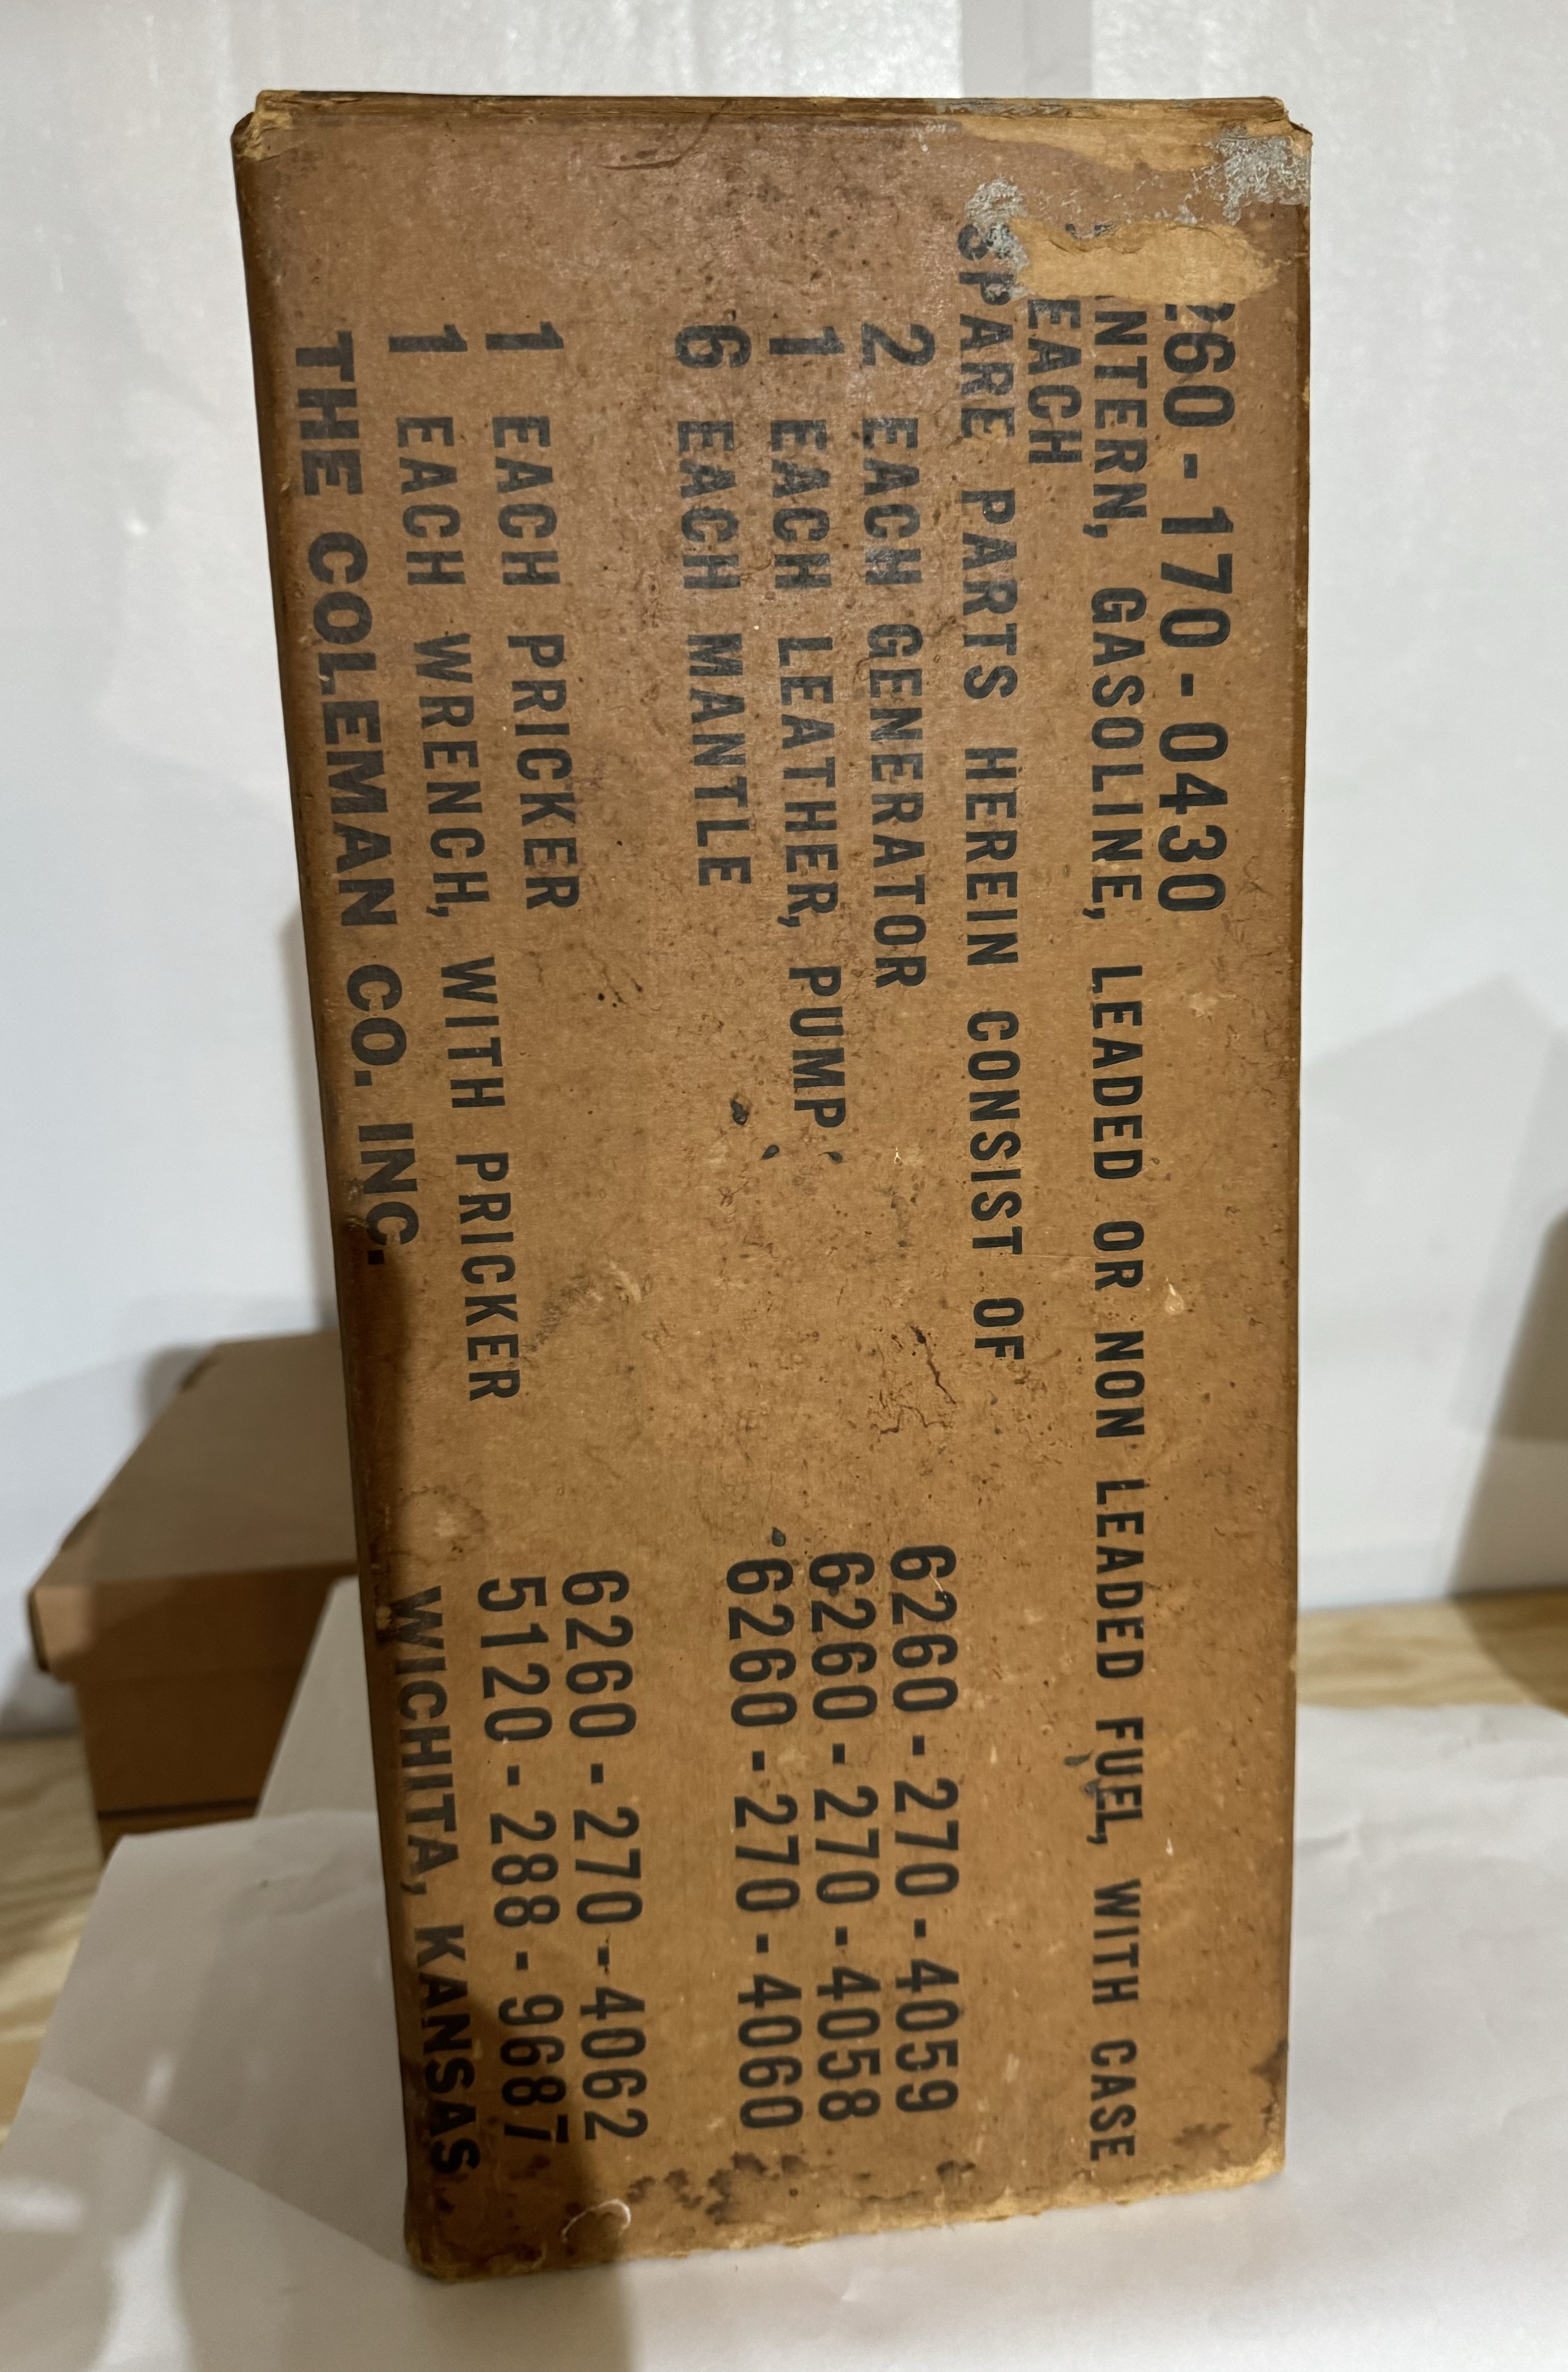 260-170-0430
ANTERN, GASOLINE, LEADED OR NON LEADED FUEL, WITH CASE
EACH
SPARE PARTS HEREIN CONSIST OF
2 EACH GENERATOR 6260-270-4059
1 EACH LEATHER, PUMP 6260-270-4058
6 EACH MANTLE 6260-270-4060
1 EACH PRICKER 6260-270-4062
1 EACH WRENCH, WITH PRICKER 5120-288-9687
THE COLEMAN CO. INC. WICHITA, KANSAS